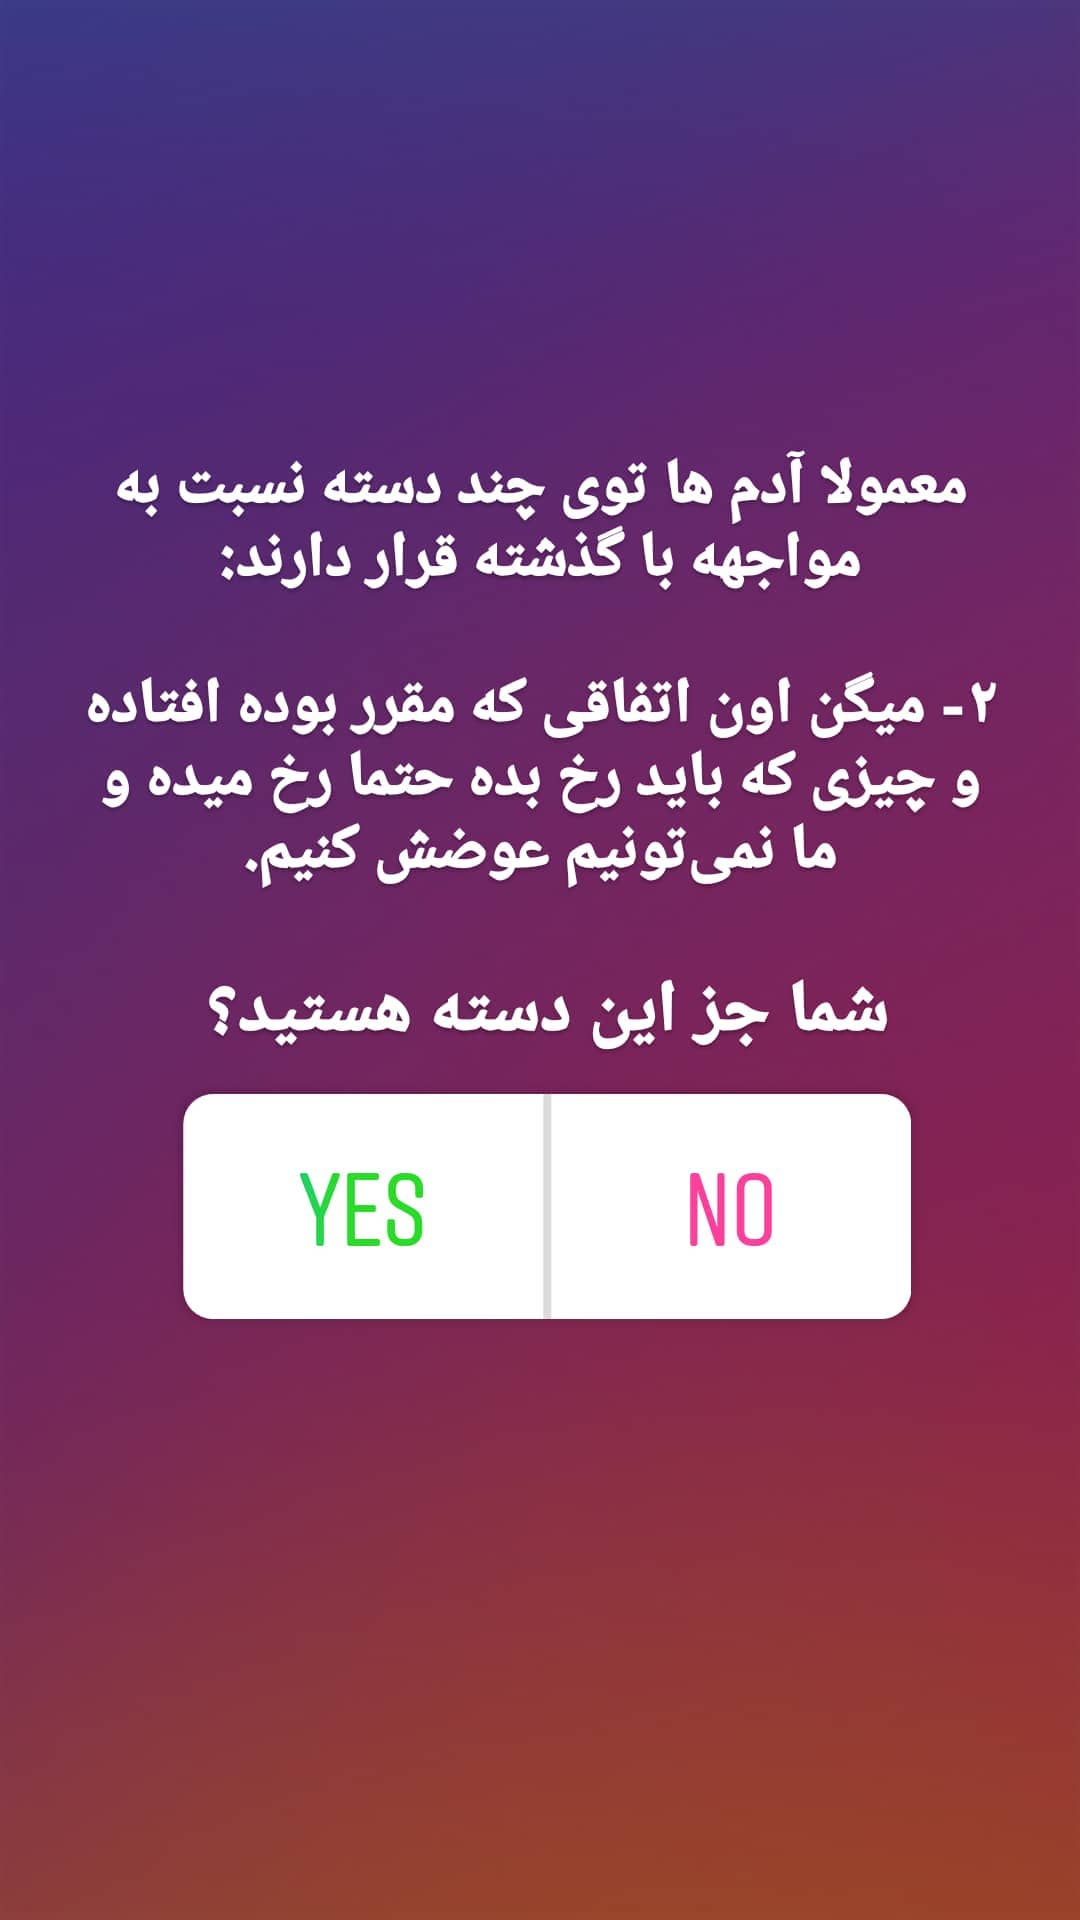 معمولا آدم ها توی چند دسته نسبت به
مواجهه با گذشته قرار دارند:
۲- میگن اون اتفاقی که مقرر بوده افتاده
و چیزی که باید رخ بده حتما رخ میده و
ما نمی‌تونیم عوضش کنیم.
شما جز این دسته هستید؟
YES NO